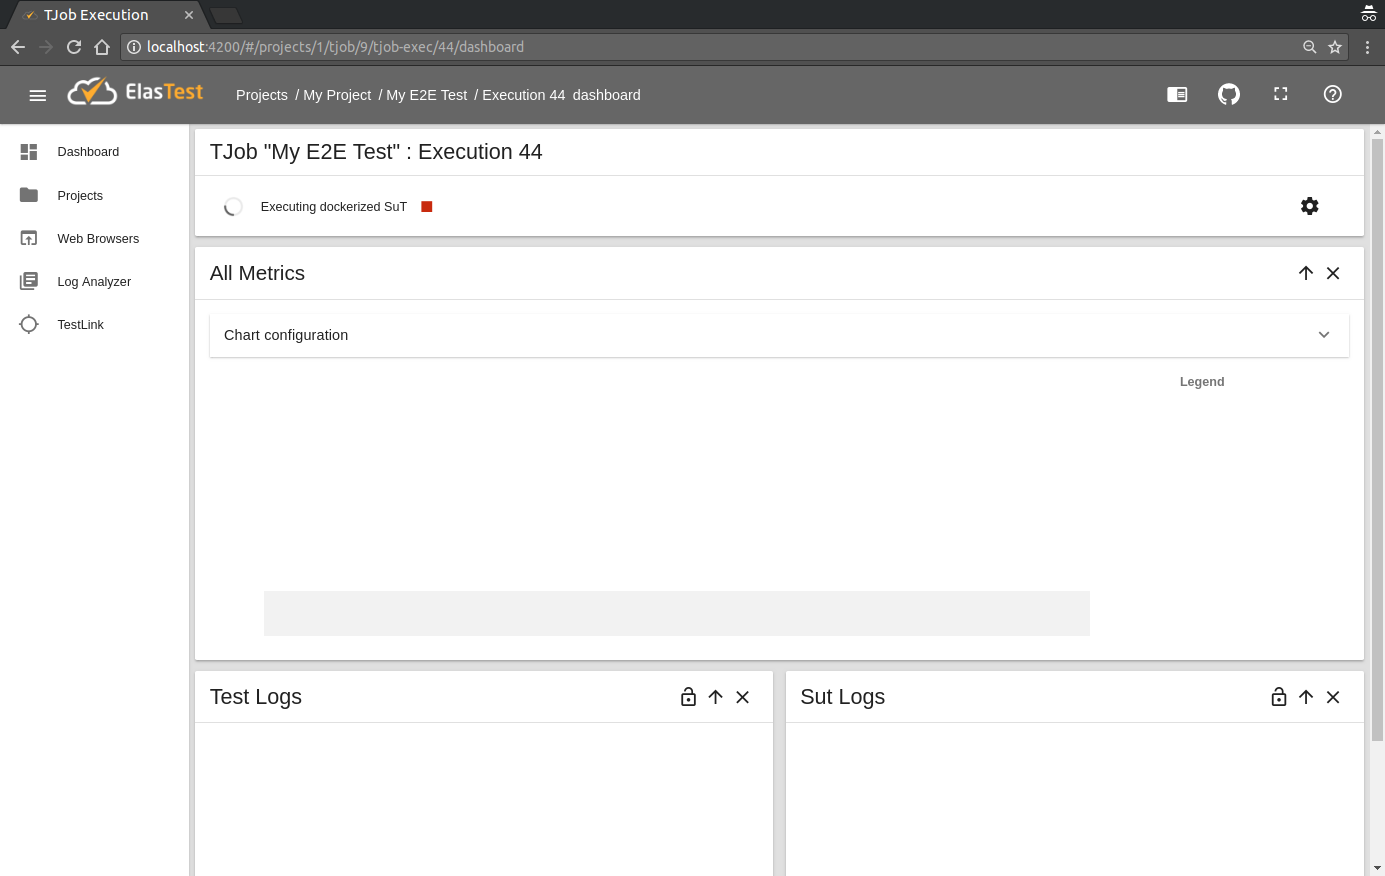 TJob Execution
localhost:4200/#/projects/1/tjob/9/tjob-exec/44/dashboard
ElasTest
Projects / My Project / My E2E Test / Execution 44 dashboard
Dashboard
Projects
Web Browsers
Log Analyzer
TestLink
TJob "My E2E Test" : Execution 44
Executing dockerized SuT
All Metrics
Chart configuration
Legend
Test Logs
Sut Logs